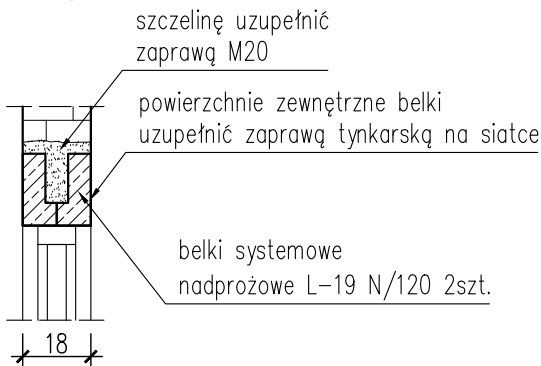 szczelinę uzupełnić
zaprawą M20
powierzchnie zewnętrzne belki
uzupełnić zaprawą tynkarską na siatce
belki systemowe
nadprożowe L-19 N/120 2szt.
18